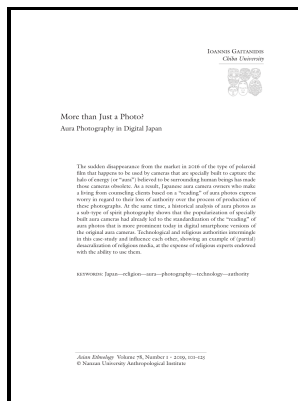 Ioannis Gaitanidis
Chiba University
More than Just a Photo?
Aura Photography in Digital Japan
The sudden disappearance from the market in 2016 of the type of polaroid
film that happens to be used by cameras that are specially built to capture the
halo of energy (or “aura”) believed to be surrounding human beings has made
those cameras obsolete. As a result, Japanese aura camera owners who make
a living from counseling clients based on a “reading” of aura photos express
worry in regard to their loss of authority over the process of production of
these photographs. At the same time, a historical analysis of aura photos as
a sub-type of spirit photography shows that the popularization of specially
built aura cameras had already led to the standardization of the “reading” of
aura photos that is more prominent today in digital smartphone versions of
the original aura cameras. Technological and religious authorities intermingle
in this case-study and influence each other, showing an example of (partial)
desacralization of religious media, at the expense of religious experts endowed
with the ability to use them.
keywords: Japan—religion—aura—photography—technology—authority
Asian Ethnology Volume 78, Number 1 • 2019, 101–125
© Nanzan University Anthropological Institute